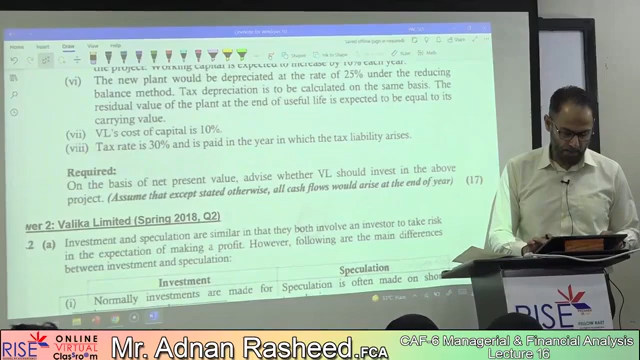 the project. Working capital is expected to increase by 10% each year.
(vi) The new plant would be depreciated at the rate of 25% under the reducing
balance method. Tax depreciation is to be calculated on the same basis. The
residual value of the plant at the end of useful life is expected to be equal to its
carrying value.
(vii) VL's cost of capital is 10%.
(viii) Tax rate is 30% and is paid in the year in which the tax liability arises.
Required:
On the basis of net present value, advise whether VL should invest in the above
project. (Assume that except stated otherwise, all cash flows would arise at the end of year) (17)
wer 2: Valika Limited (Spring 2018, Q2)
.2 (a) Investment and speculation are similar in that they both involve an investor to take risk
in the expectation of making a profit. However, following are the main differences
between investment and speculation:
Investment Speculation
(i) Normally investments are made for Speculation is often made on short
RISE
FELLOW RAET
RISE ONLINE VIRTUAL Classroom
Mr. Adnan Rasheed.FCA
CAF-6 Managerial & Financial Analysis
Lecture 16